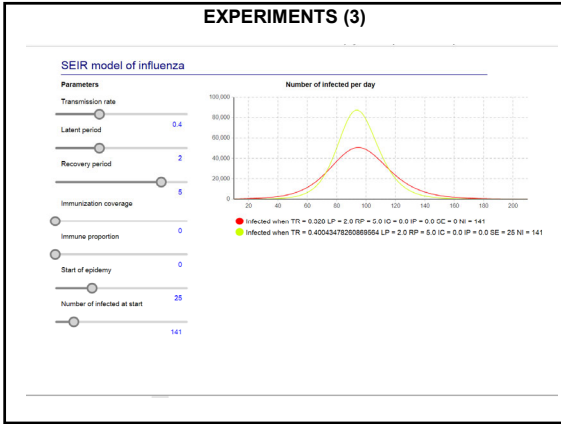 EXPERIMENTS (3)
SEIR model of influenza
Parameters
Transmission rate
0.4
Latent period
2
Recovery period
5
Immunization coverage
0
Immune proportion
0
Start of epidemy
25
Number of infected at start
141
Number of infected per day
100,000
80,000
60,000
40,000
20,000
0
20 40 60 80 100 120 140 160 180 200
Infected when TR = 0.320 LP = 2.0 RP = 5.0 IC = 0.0 IP = 0.0 SE = 0 NI = 141
Infected when TR = 0.40043478260869564 LP = 2.0 RP = 5.0 IC = 0.0 IP = 0.0 SE = 25 NI = 141